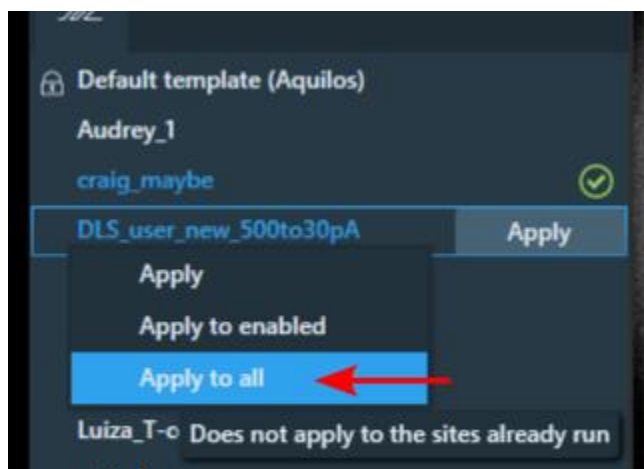 Default template (Aquilos)
Audrey_1
craig_maybe
DLS_user_new_500to30pA Apply
Apply
Apply to enabled
Apply to all
Luiza_T-c Does not apply to the sites already run